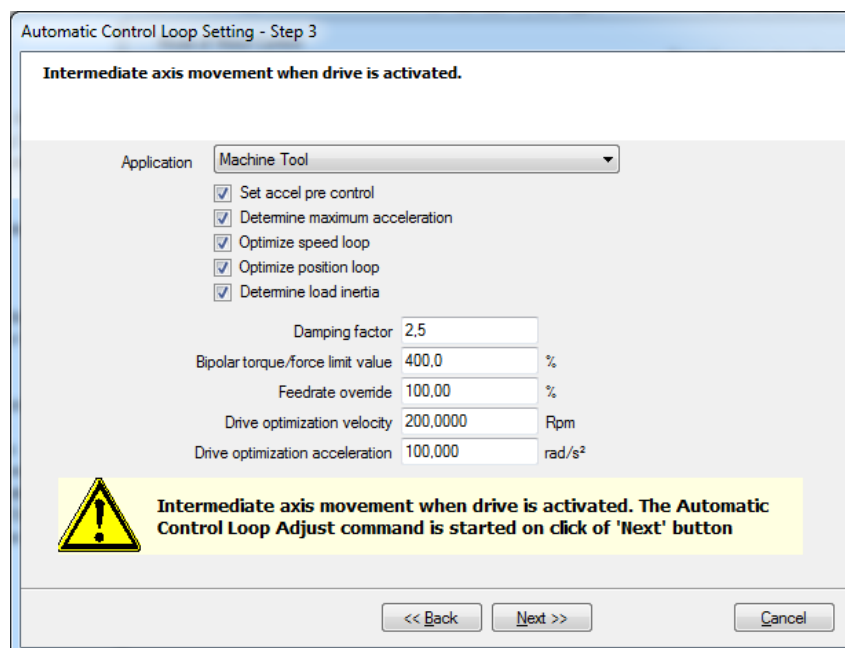 Automatic Control Loop Setting - Step 3
Intermediate axis movement when drive is activated.
Application Machine Tool
Set accel pre control
Determine maximum acceleration
Optimize speed loop
Optimize position loop
Determine load inertia
Damping factor 2,5
Bipolar torque/force limit value 400,0 %
Feedrate override 100,00 %
Drive optimization velocity 200,0000 Rpm
Drive optimization acceleration 100,000 rad/s²
Intermediate axis movement when drive is activated. The Automatic
Control Loop Adjust command is started on click of 'Next' button
<< Back Next >> Cancel